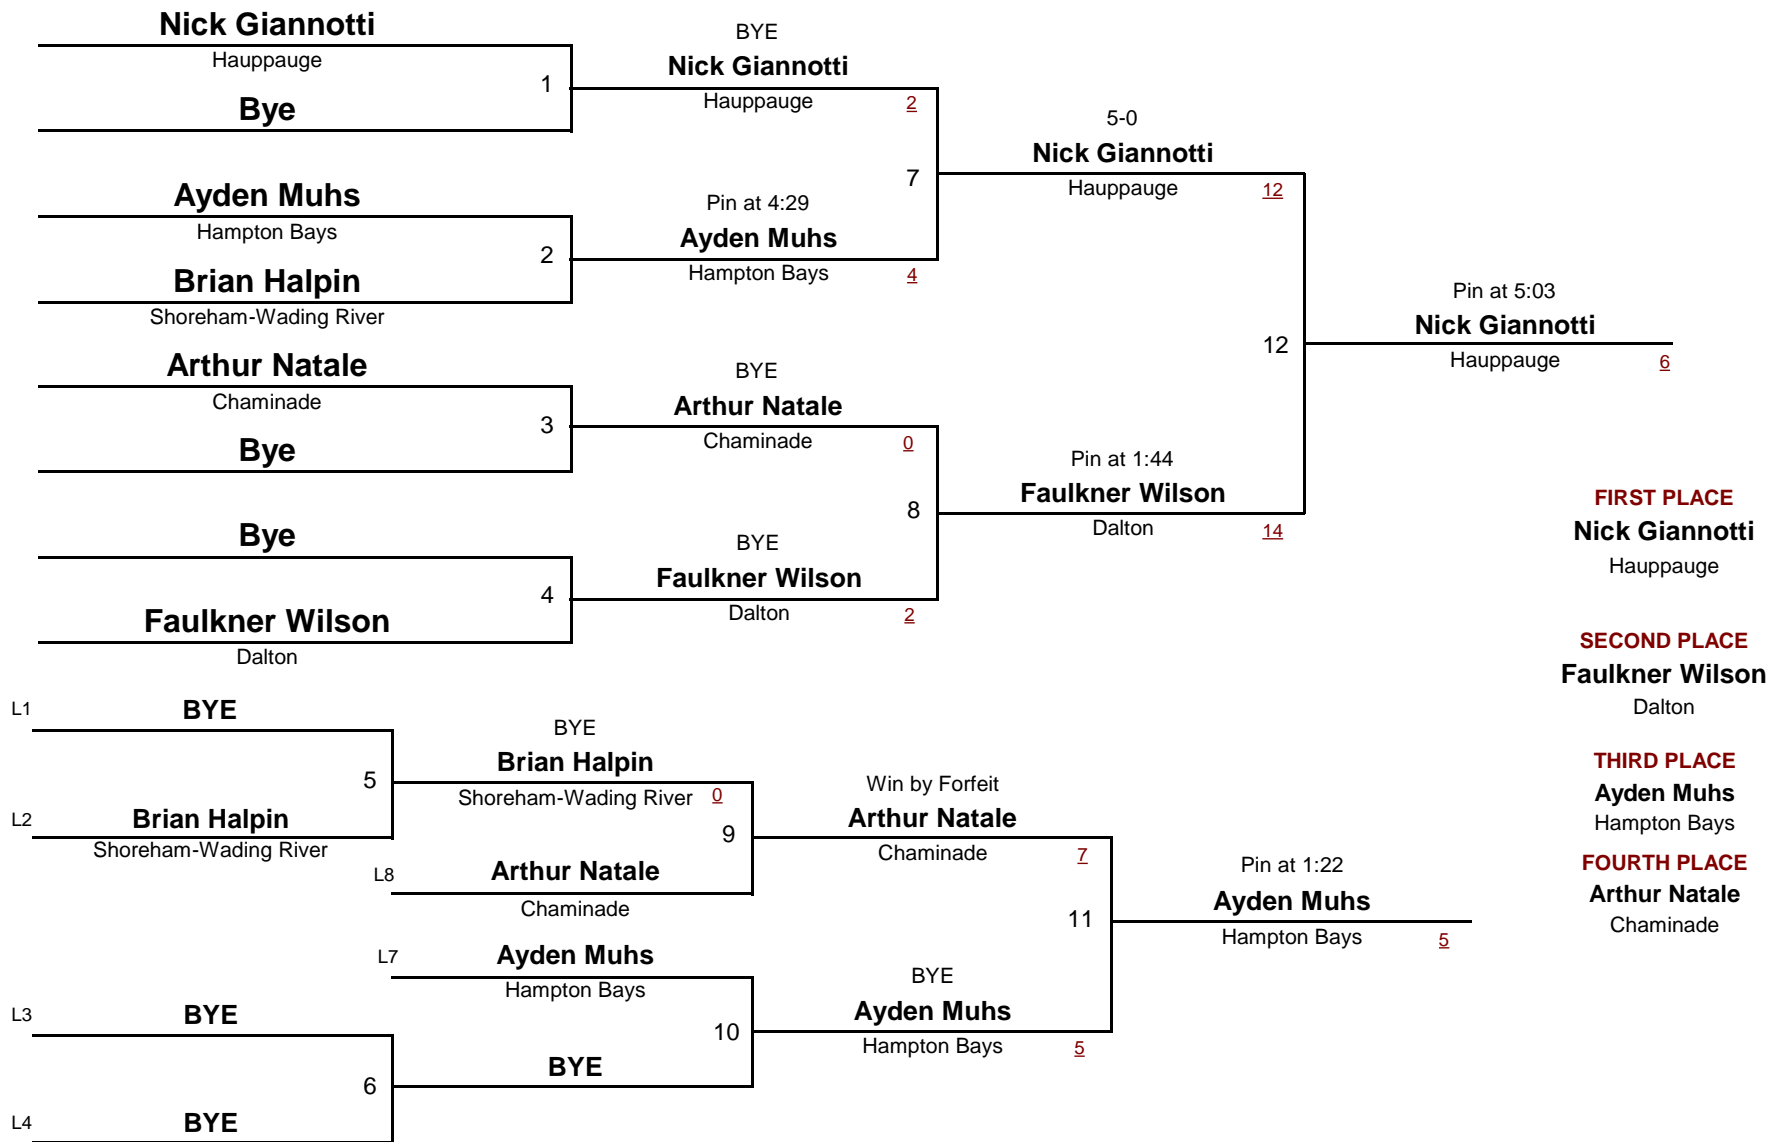 Nick Giannotti
Hauppauge
1
Bye
BYE
Nick Giannotti
Hauppauge
2
Ayden Muhs
Hampton Bays
2
Brian Halpin
Shoreham-Wading River
7
Pin at 4:29
Ayden Muhs
Hampton Bays
4
5-0
Nick Giannotti
Hauppauge
12
Arthur Natale
Chaminade
3
Bye
BYE
Arthur Natale
Chaminade
0
Bye
4
Faulkner Wilson
Dalton
8
BYE
Faulkner Wilson
Dalton
2
Pin at 1:44
Faulkner Wilson
Dalton
14
12
Pin at 5:03
Nick Giannotti
Hauppauge
6
FIRST PLACE
Nick Giannotti
Hauppauge
SECOND PLACE
Faulkner Wilson
Dalton
THIRD PLACE
Ayden Muhs
Hampton Bays
FOURTH PLACE
Arthur Natale
Chaminade
L1
BYE
5
L2
Brian Halpin
Shoreham-Wading River
BYE
Brian Halpin
Shoreham-Wading River
0
9
L8
Arthur Natale
Chaminade
Win by Forfeit
Arthur Natale
Chaminade
7
L7
Ayden Muhs
Hampton Bays
10
BYE
L3
BYE
6
L4
BYE
11
BYE
Ayden Muhs
Hampton Bays
5
Pin at 1:22
Ayden Muhs
Hampton Bays
5